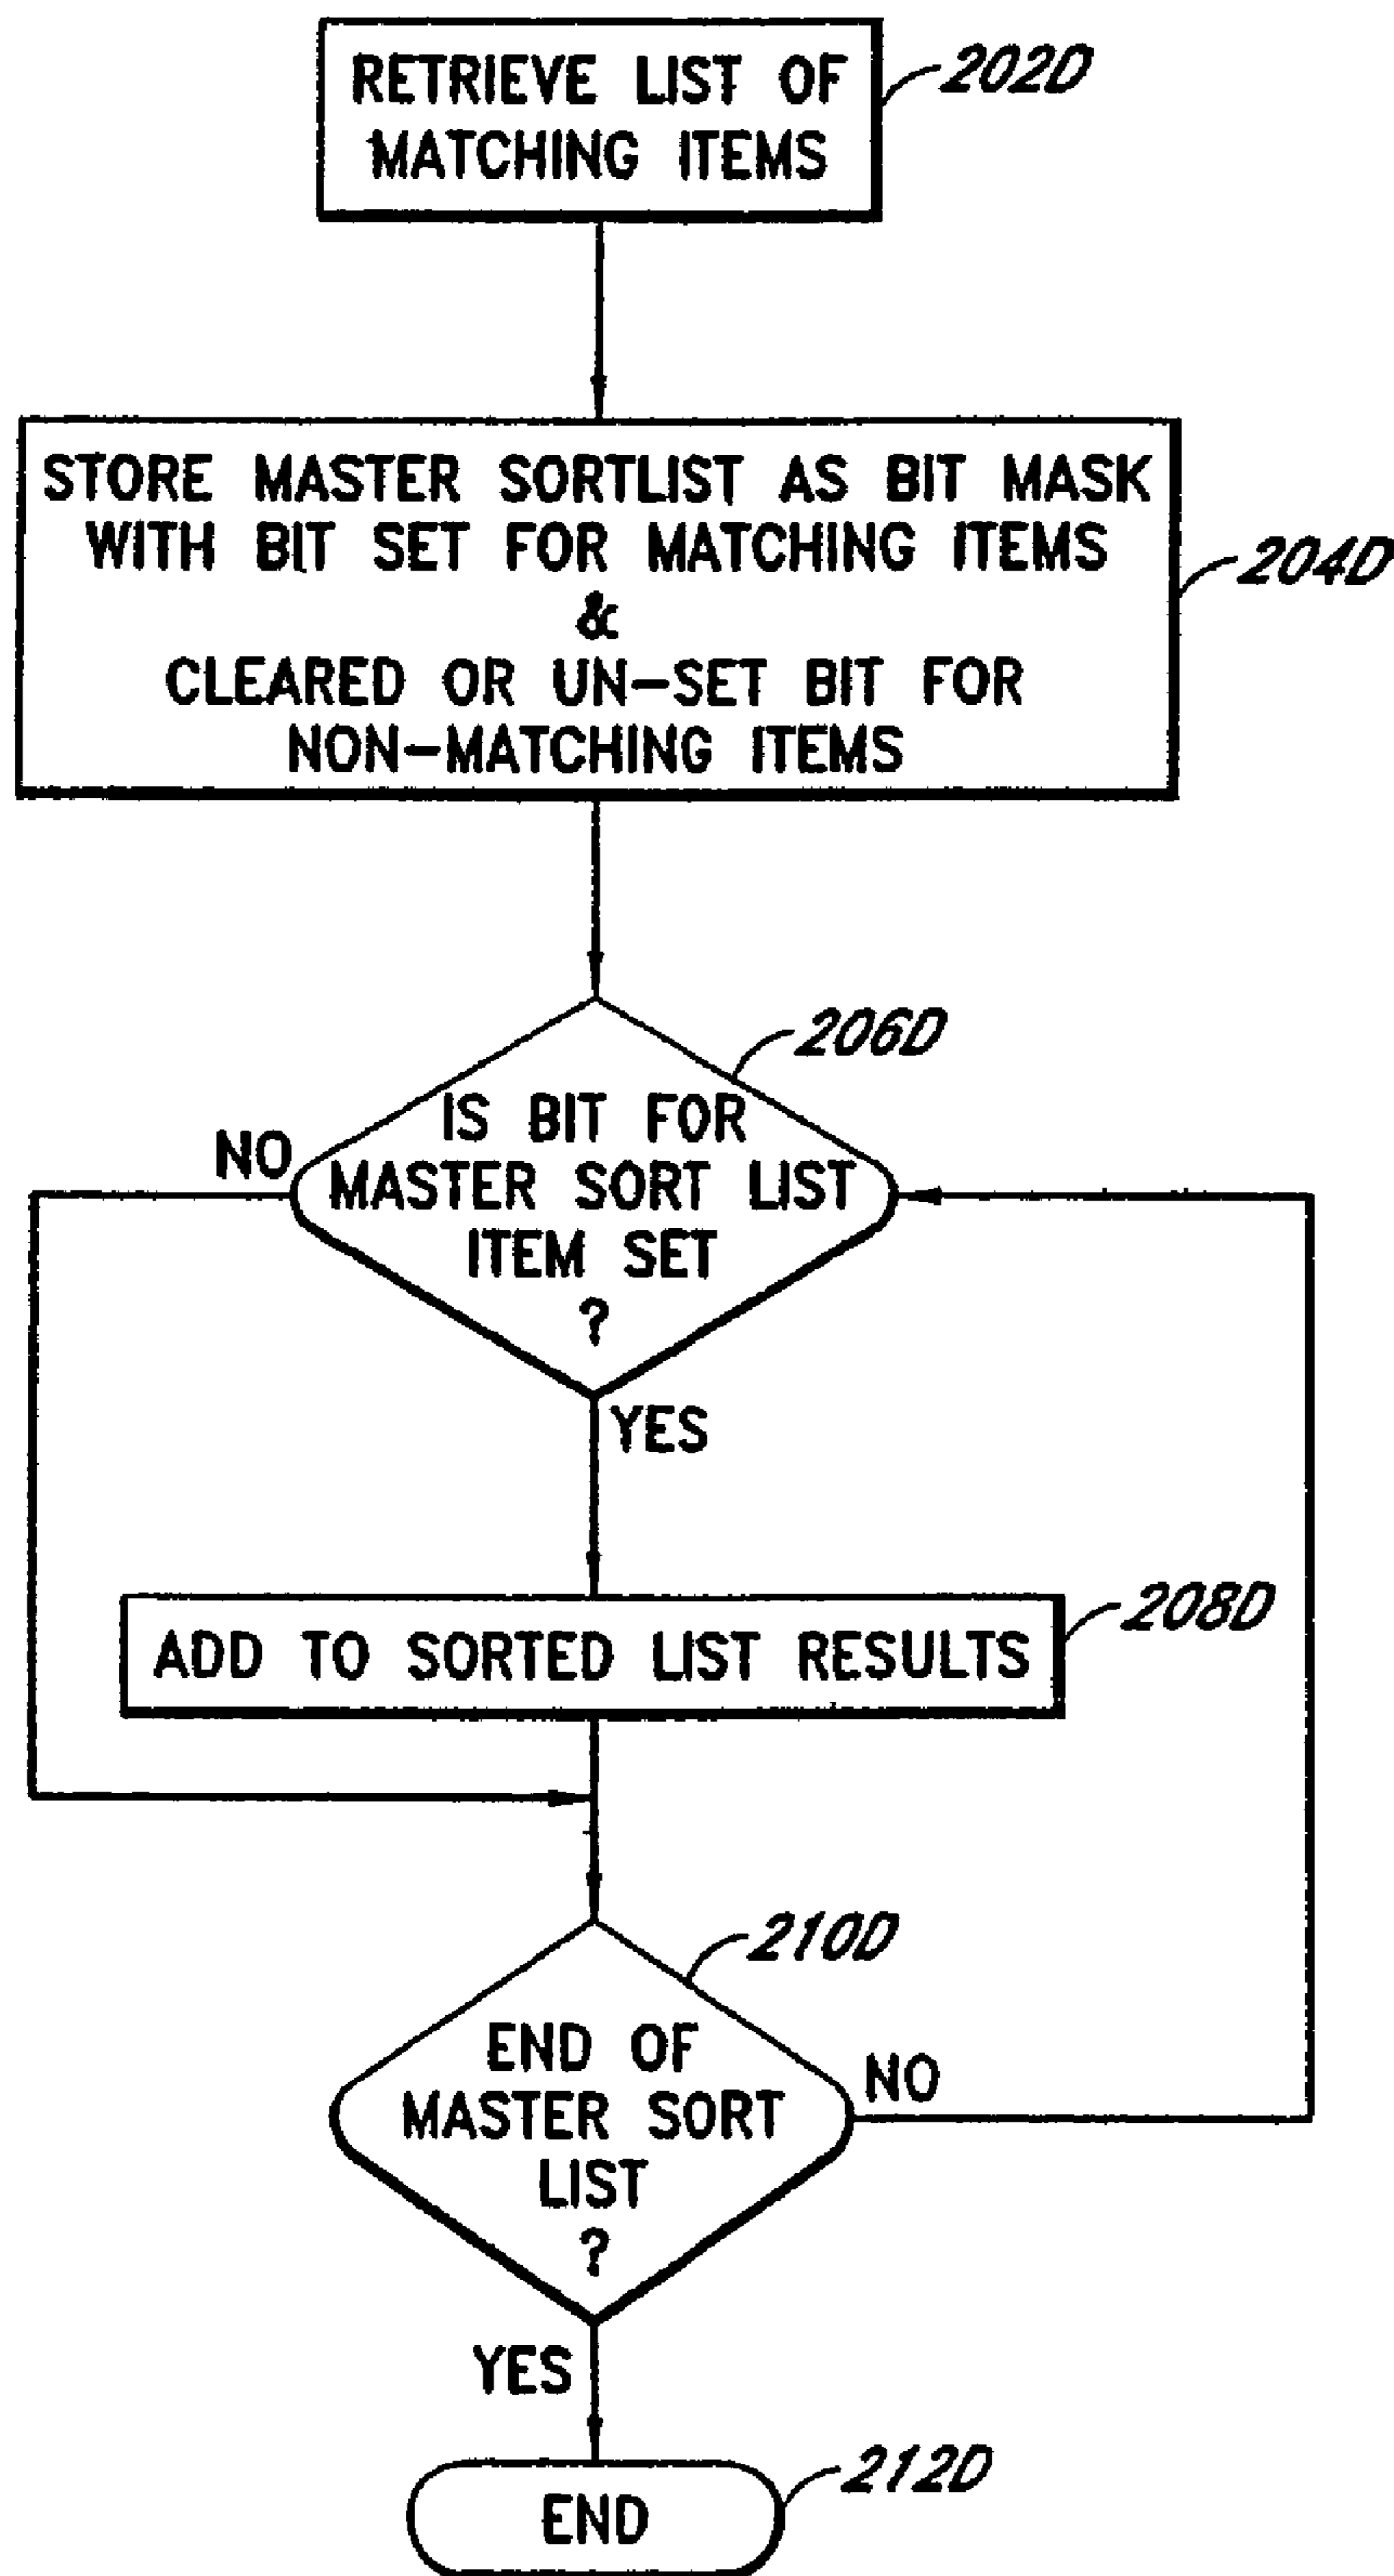 RETRIEVE LIST OF
MATCHING ITEMS
202D
STORE MASTER SORTLIST AS BIT MASK
WITH BIT SET FOR MATCHING ITEMS
&
CLEARED OR UN-SET BIT FOR
NON-MATCHING ITEMS
204D
206D
IS BIT FOR
MASTER SORT LIST
ITEM SET
?
NO
YES
ADD TO SORTED LIST RESULTS
208D
210D
END OF
MASTER SORT
LIST
?
NO
YES
END
212D